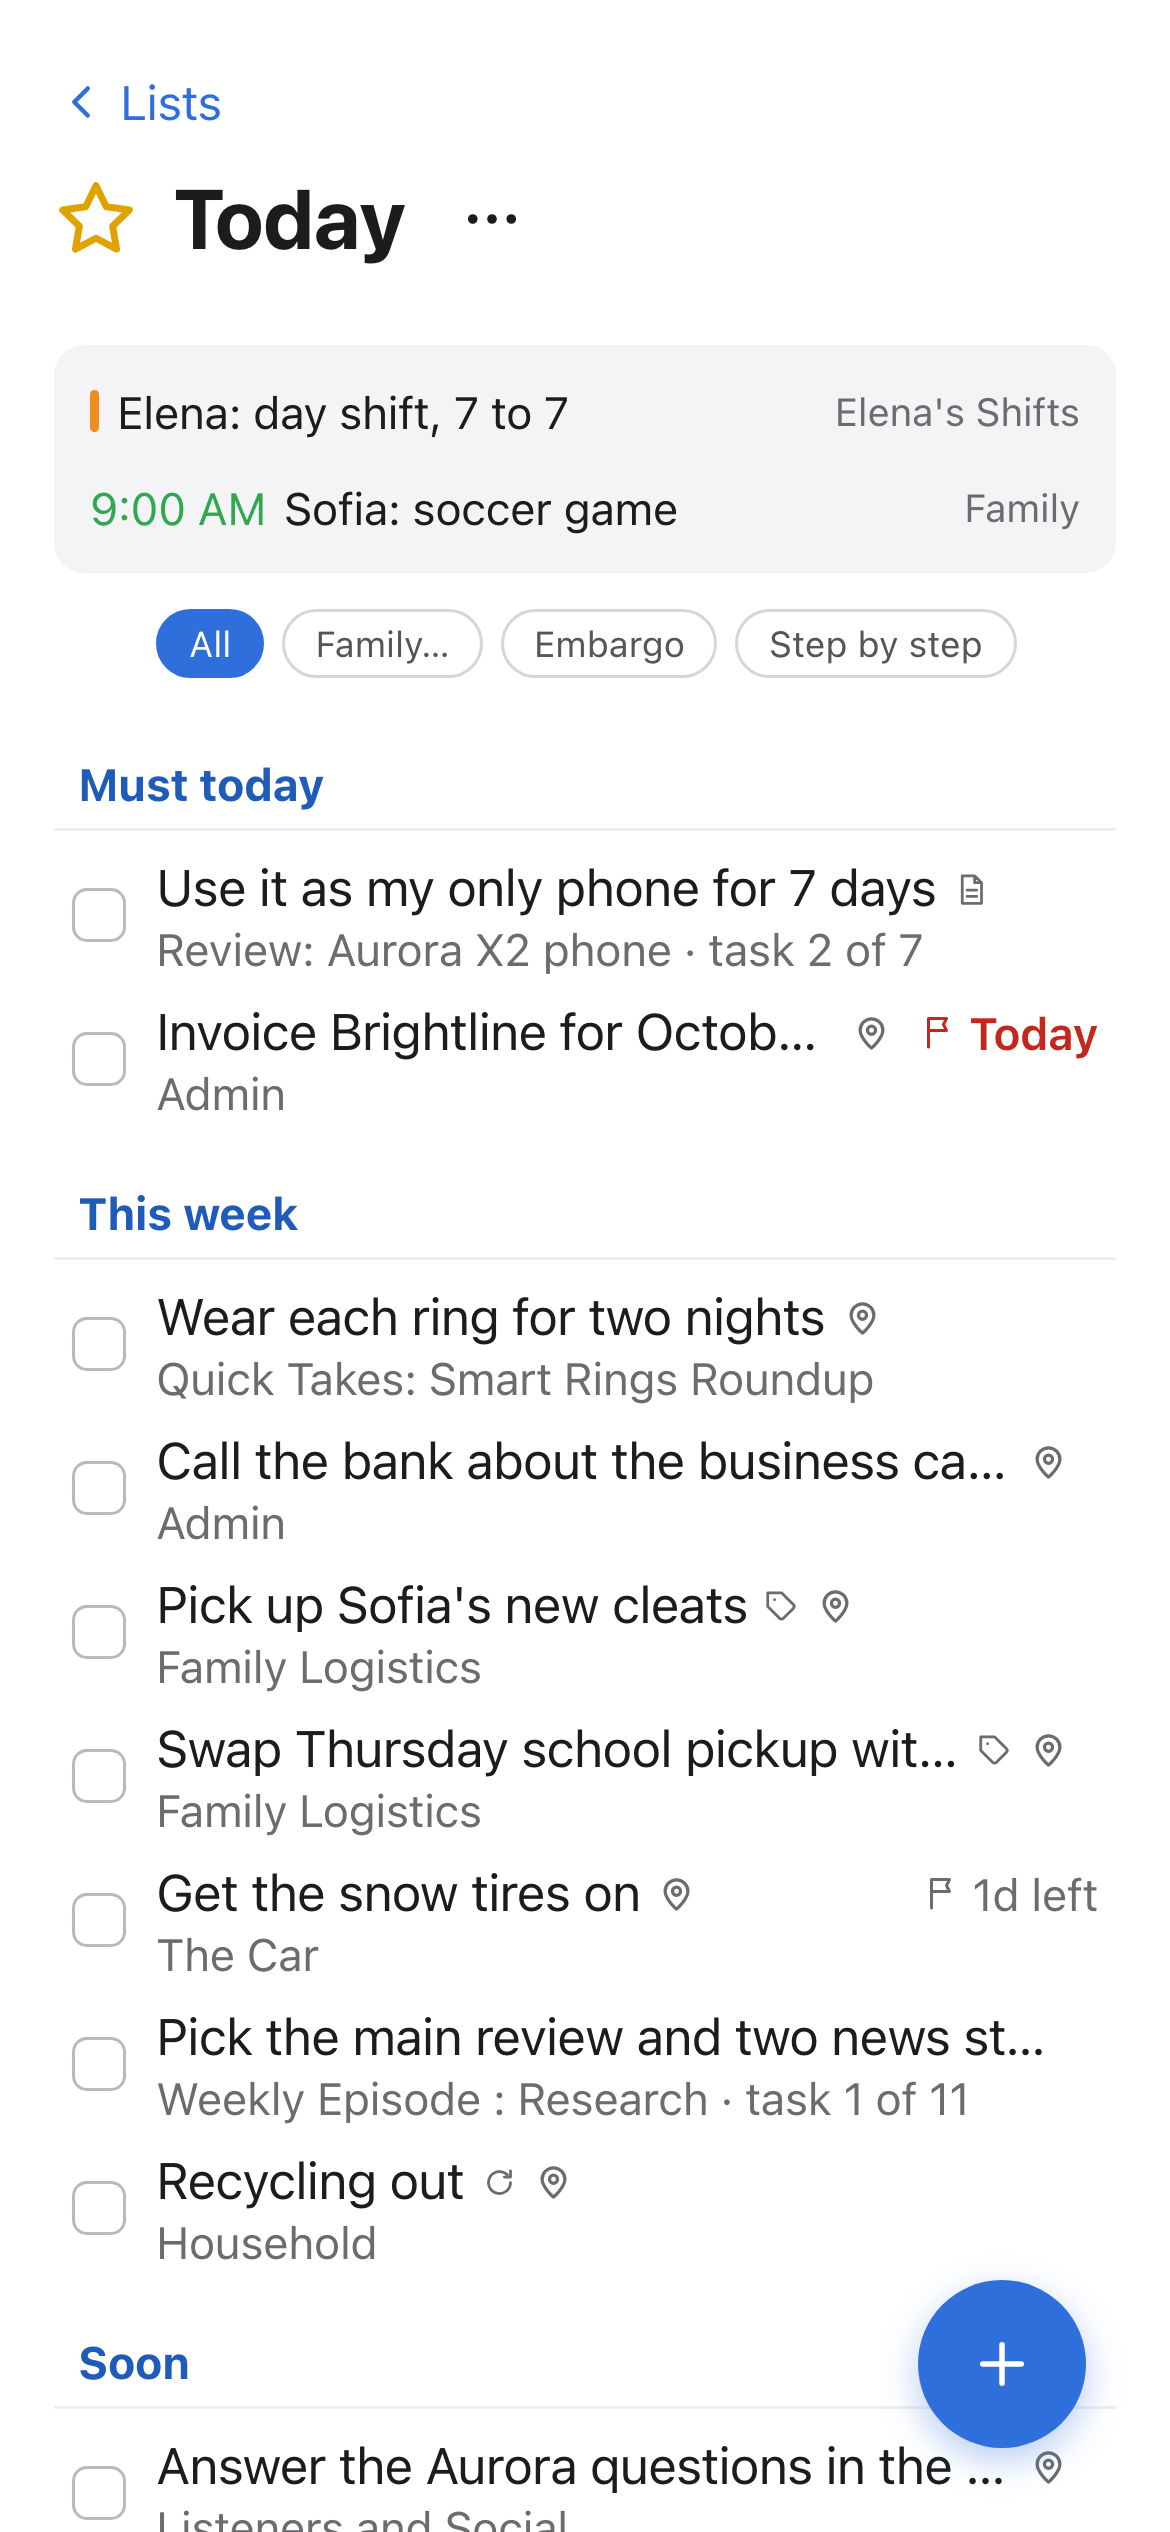 Lists
Today
Elena: day shift, 7 to 7 Elena's Shifts
9:00 AM Sofia: soccer game Family
All Family... Embargo Step by step
Must today
Use it as my only phone for 7 days
Review: Aurora X2 phone · task 2 of 7
Invoice Brightline for Octob... Today
Admin
This week
Wear each ring for two nights
Quick Takes: Smart Rings Roundup
Call the bank about the business ca...
Admin
Pick up Sofia's new cleats
Family Logistics
Swap Thursday school pickup wit...
Family Logistics
Get the snow tires on 1d left
The Car
Pick the main review and two news st...
Weekly Episode : Research · task 1 of 11
Recycling out
Household
Soon
Answer the Aurora questions in the ...
Listeners and Social